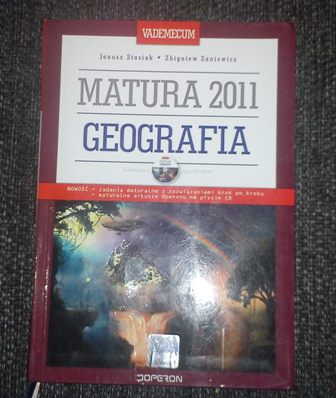 VADEMECUM
Janusz Stasiak • Zbigniew Zaniewicz
MATURA 2011
GEOGRAFIA
NOWOŚĆ - zadania maturalne z rozwiązaniami krok po kroku
- maturalne arkusze Operonu na płycie CD
OPERON